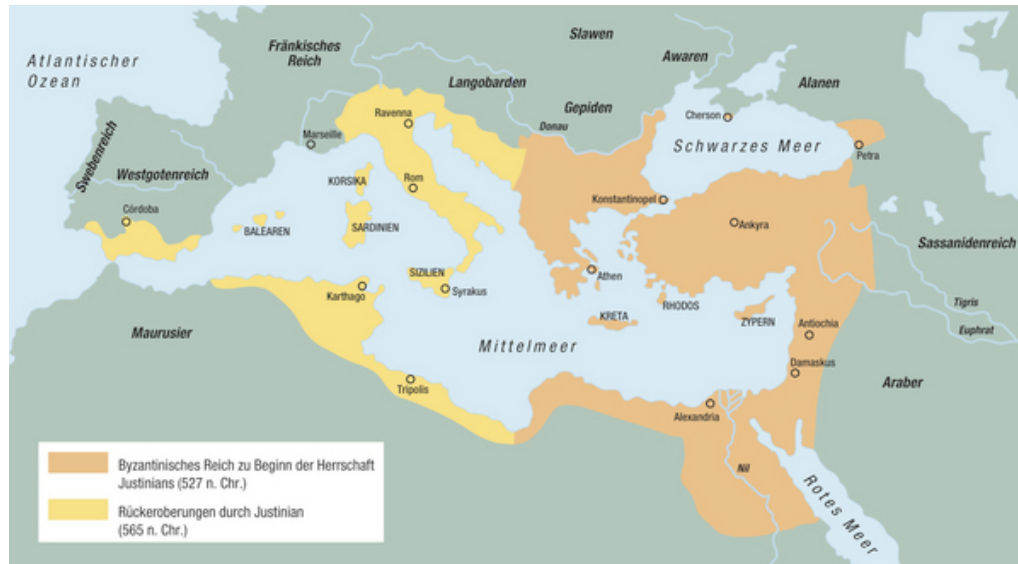 Atlantischer
Ozean
Fränkisches
Reich
Slawen
Awaren
Alanen
Langobarden
Gepiden
Donau
Cherson
Schwarzes Meer
Petra
Ravenna
Marseille
Swebenreich
Westgotenreich
Córdoba
KORSIKA
Rom
BALEAREN
SARDINIEN
Konstantinopel
Ankyra
Sassanidenreich
SIZILIEN
Syrakus
Karthago
Athen
RHODOS
KRETA
ZYPERN
Antiochia
Tigris
Euphrat
Maurusier
Mittelmeer
Damaskus
Araber
Tripolis
Alexandria
Nil
Rotes Meer
Byzantinisches Reich zu Beginn der Herrschaft
Justinians (527 n. Chr.)
Rückeroberungen durch Justinian
(565 n. Chr.)